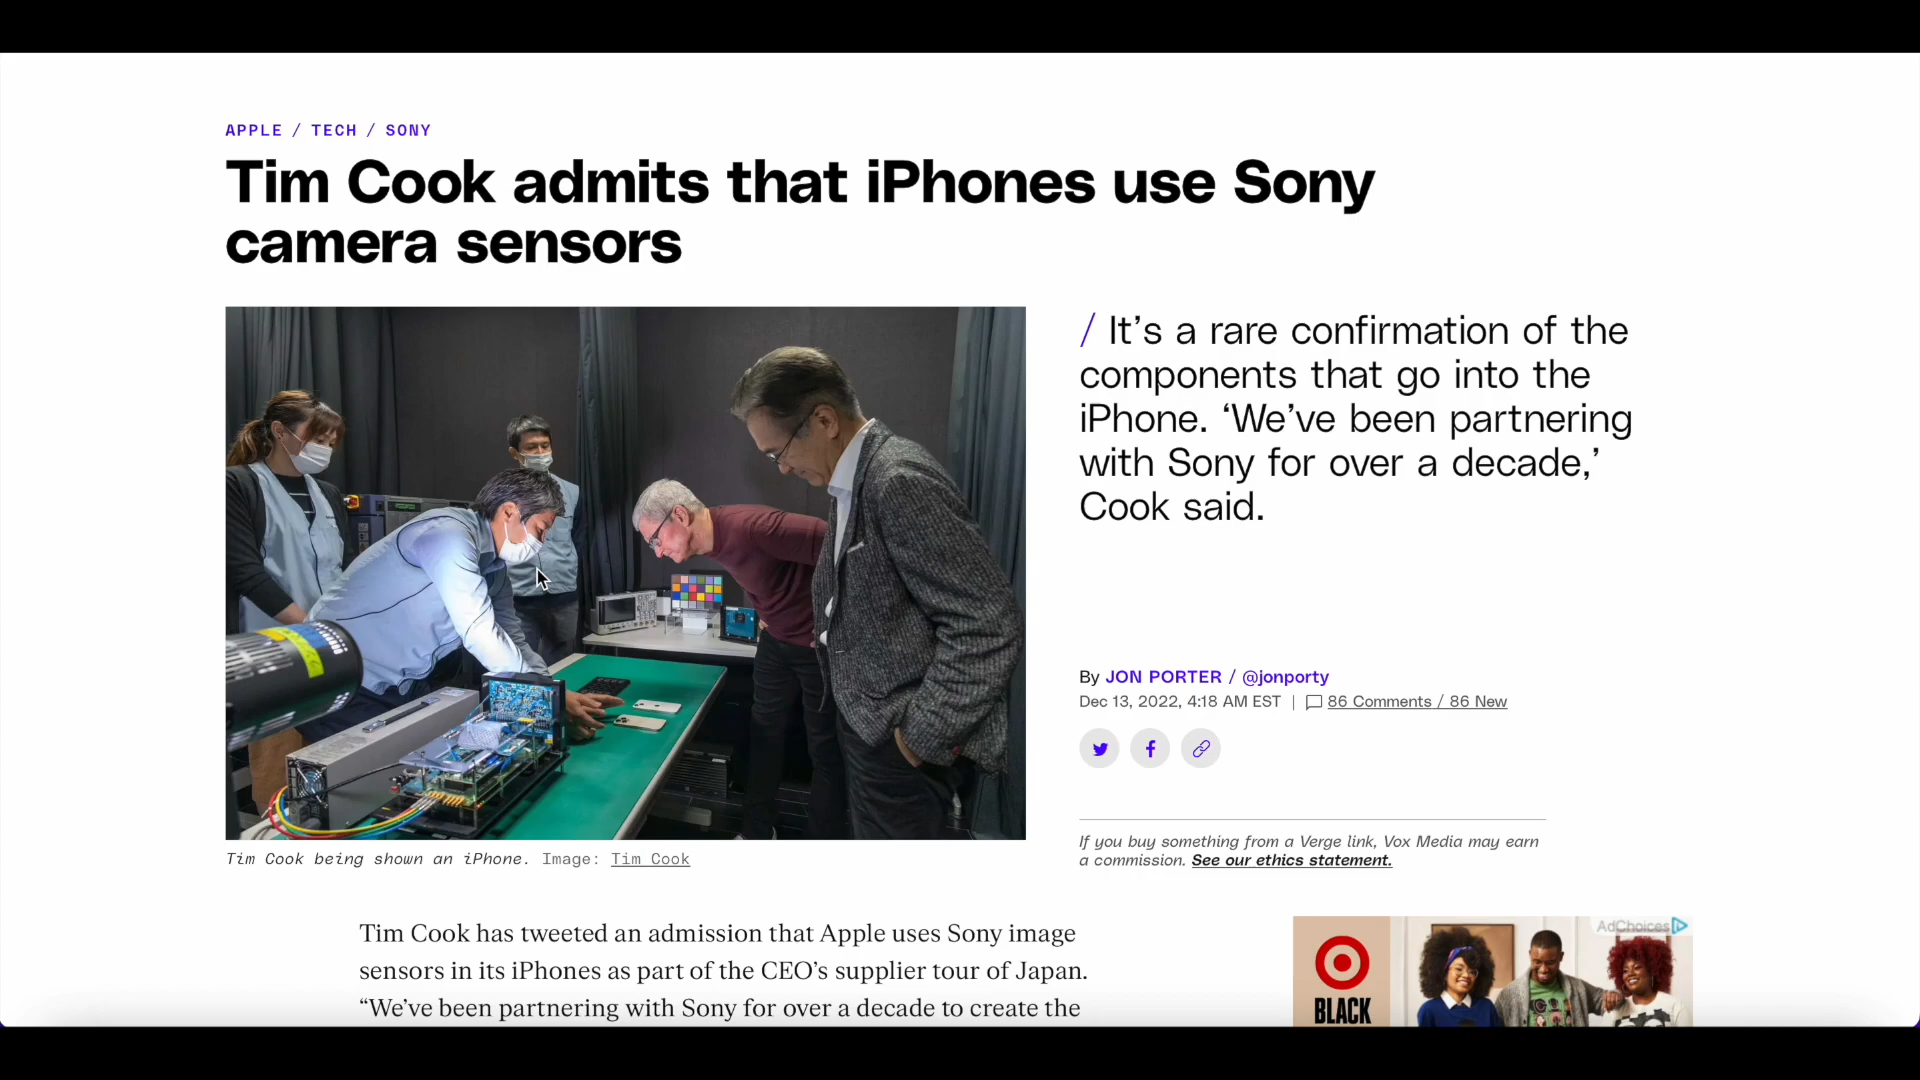 APPLE / TECH / SONY
Tim Cook admits that iPhones use Sony
camera sensors
/ It’s a rare confirmation of the
components that go into the
iPhone. ‘We’ve been partnering
with Sony for over a decade,’
Cook said.
By JON PORTER / @jonporty
Dec 13, 2022, 4:18 AM EST | 86 Comments / 86 New
If you buy something from a Verge link, Vox Media may earn
a commission. See our ethics statement.
Tim Cook being shown an iPhone. Image: Tim Cook
Tim Cook has tweeted an admission that Apple uses Sony image
sensors in its iPhones as part of the CEO’s supplier tour of Japan.
“We’ve been partnering with Sony for over a decade to create the
AdChoices
BLACK